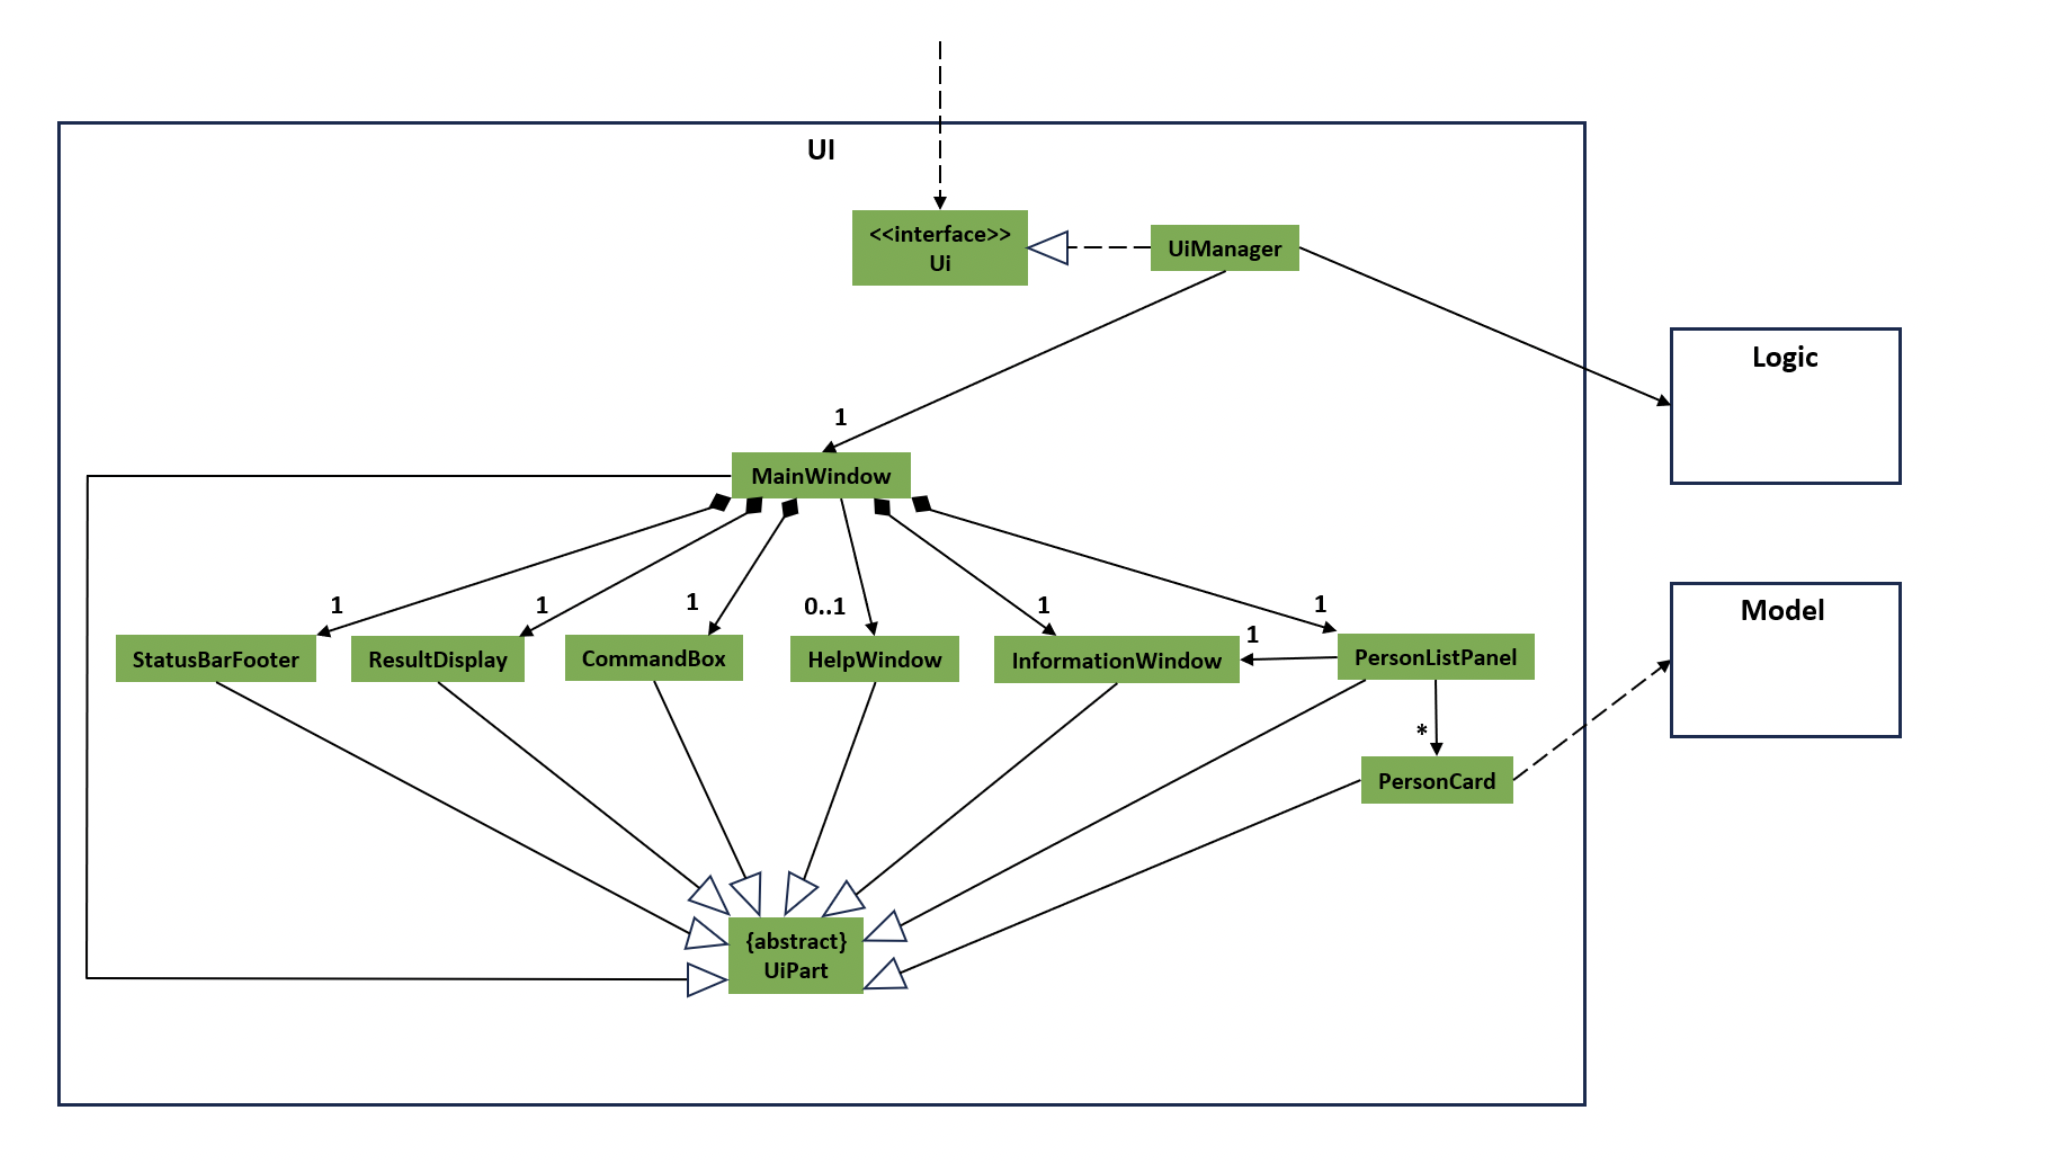 UI
<<interface>>
Ui
UiManager
Logic
1
MainWindow
Model
1
1
1
0..1
1
1
1
StatusBarFooter
ResultDisplay
CommandBox
HelpWindow
InformationWindow
PersonListPanel
*
PersonCard
{abstract}
UiPart